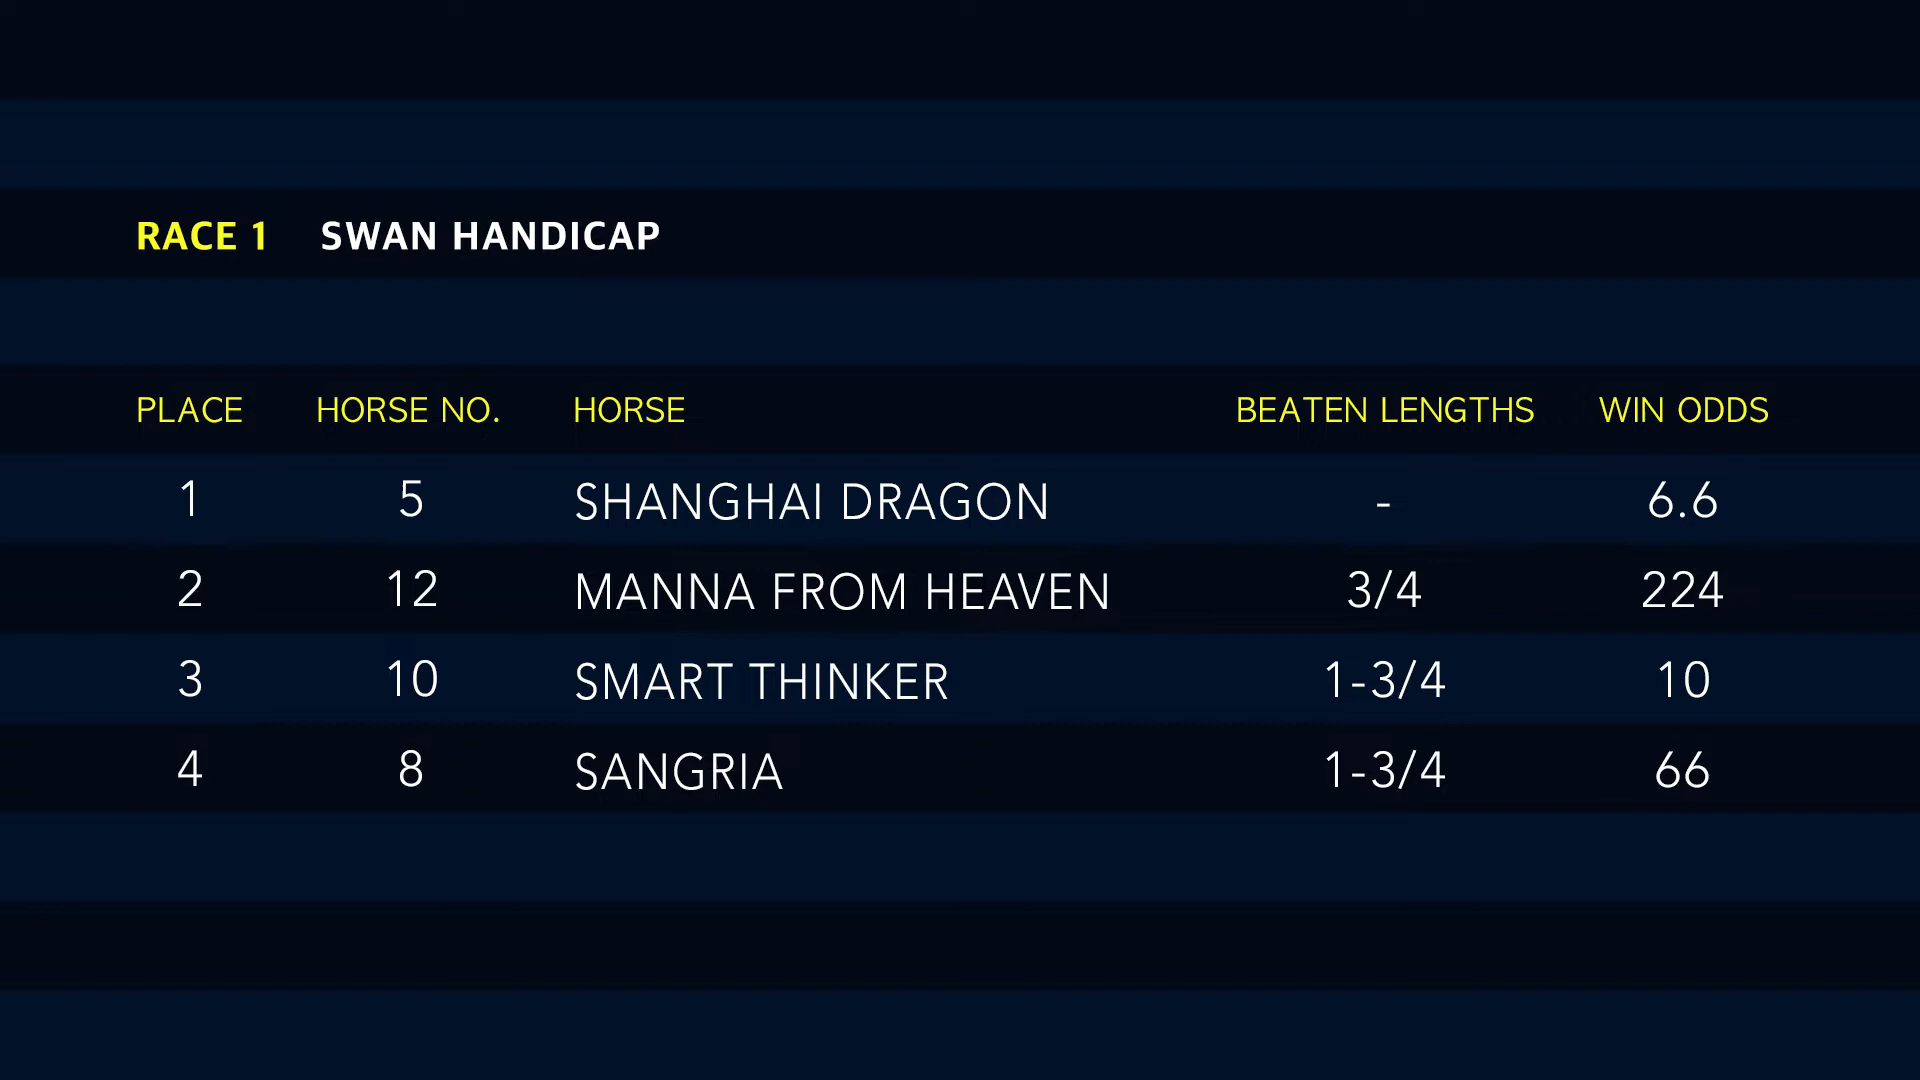 RACE 1 SWAN HANDICAP
PLACE HORSE NO. HORSE BEATEN LENGTHS WIN ODDS
1 5 SHANGHAI DRAGON - 6.6
2 12 MANNA FROM HEAVEN 3/4 224
3 10 SMART THINKER 1-3/4 10
4 8 SANGRIA 1-3/4 66